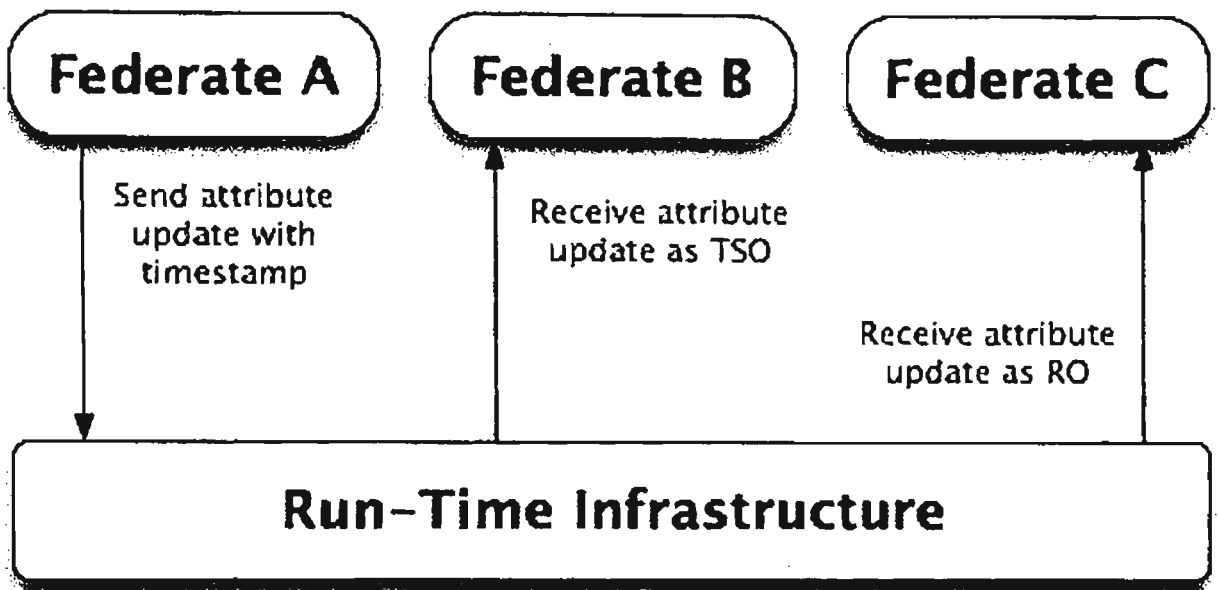 Federate A
Federate B
Federate C
Send attribute
update with
timestamp
Receive attribute
update as TSO
Receive attribute
update as RO
Run-Time Infrastructure